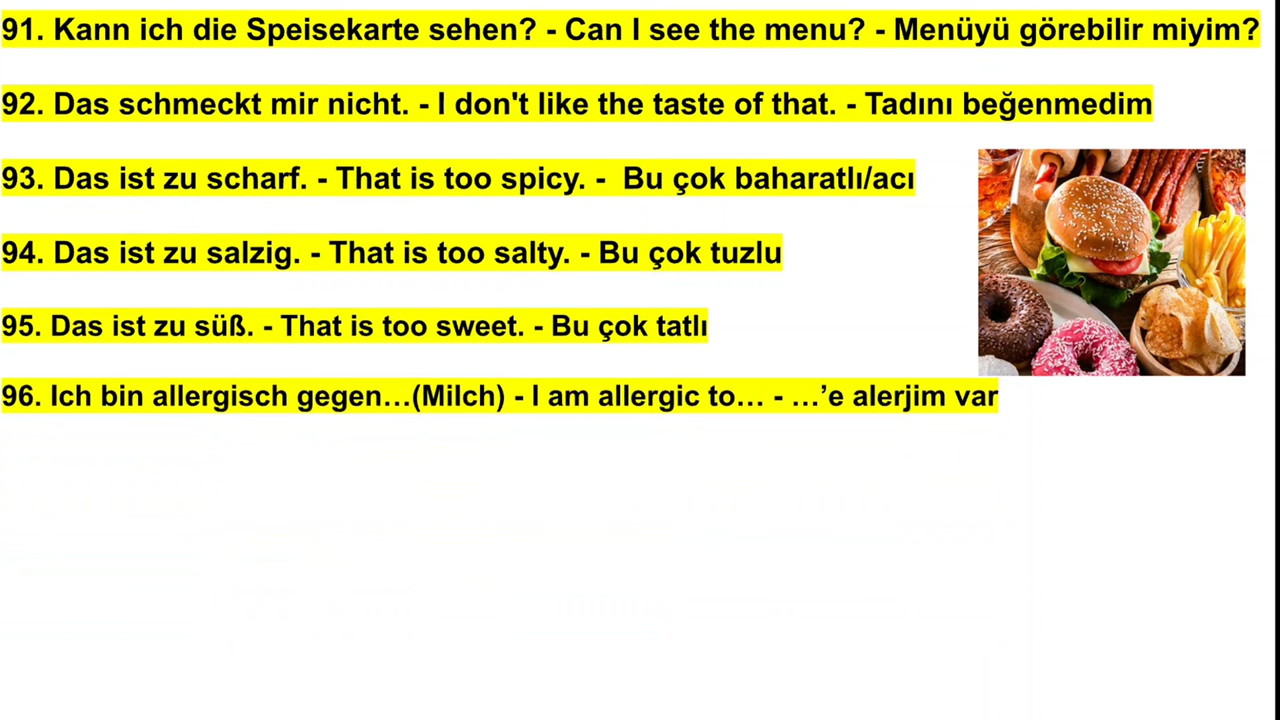 91. Kann ich die Speisekarte sehen? - Can I see the menu? - Menüyü görebilir miyim?
92. Das schmeckt mir nicht. - I don't like the taste of that. - Tadını beğenmedim
93. Das ist zu scharf. - That is too spicy. -  Bu çok baharatlı/acı
94. Das ist zu salzig. - That is too salty. - Bu çok tuzlu
95. Das ist zu süß. - That is too sweet. - Bu çok tatlı
96. Ich bin allergisch gegen…(Milch) - I am allergic to… - …’e alerjim var